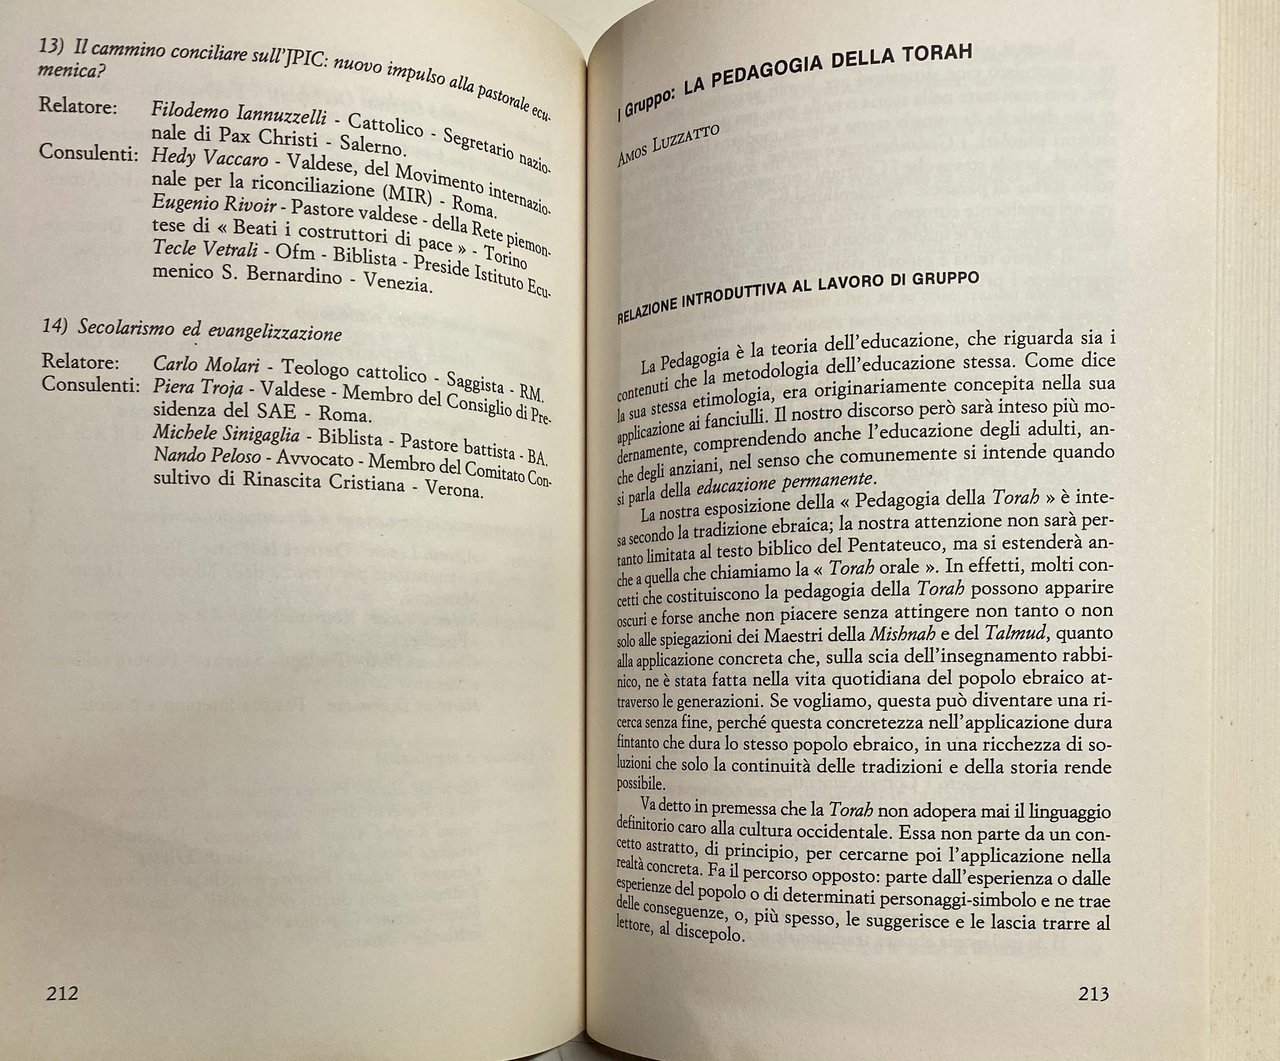 13) Il cammino conciliare sull'JPIC: nuovo impulso alla pastorale ecu-
menica?
Relatore: Filodemo Iannuzzelli - Cattolico - Segretario nazio-
nale di Pax Christi - Salerno.
Consulenti: Hedy Vaccaro - Valdese, del Movimento internazio-
nale per la riconciliazione (MIR) - Roma.
Eugenio Rivoir - Pastore valdese - della Rete piemon-
tese di « Beati i costruttori di pace » - Torino
Tecle Vetrali - Ofm - Biblista - Preside Istituto Ecu-
menico S. Bernardino - Venezia.
14) Secolarismo ed evangelizzazione
Relatore: Carlo Molari - Teologo cattolico - Saggista - RM.
Consulenti: Piera Troja - Valdese - Membro del Consiglio di Pre-
sidenza del SAE - Roma.
Michele Sinigaglia - Biblista - Pastore battista - BA.
Nando Peloso - Avvocato - Membro del Comitato Con-
sultivo di Rinascita Cristiana - Verona.
212
I Gruppo: LA PEDAGOGIA DELLA TORAH
AMOS LUZZATTO
RELAZIONE INTRODUTTIVA AL LAVORO DI GRUPPO
La Pedagogia è la teoria dell'educazione, che riguarda sia i
contenuti che la metodologia dell'educazione stessa. Come dice
la sua stessa etimologia, era originariamente concepita nella sua
applicazione ai fanciulli. Il nostro discorso però sarà inteso più mo-
dernamente, comprendendo anche l'educazione degli adulti, an-
che degli anziani, nel senso che comunemente si intende quando
si parla della educazione permanente.
La nostra esposizione della « Pedagogia della Torah » è inte-
sa secondo la tradizione ebraica; la nostra attenzione non sarà per-
tanto limitata al testo biblico del Pentateuco, ma si estenderà an-
che a quella che chiamiamo la « Torah orale ». In effetti, molti con-
cetti che costituiscono la pedagogia della Torah possono apparire
oscuri e forse anche non piacere senza attingere non tanto o non
solo alle spiegazioni dei Maestri della Mishnah e del Talmud, quanto
alla applicazione concreta che, sulla scia dell'insegnamento rabbi-
nico, ne è stata fatta nella vita quotidiana del popolo ebraico at-
traverso le generazioni. Se vogliamo, questa può diventare una ri-
cerca senza fine, perché questa concretezza nell'applicazione dura
fintanto che dura lo stesso popolo ebraico, in una ricchezza di so-
luzioni che solo la continuità delle tradizioni e della storia rende
possibile.
Va detto in premessa che la Torah non adopera mai il linguaggio
definitorio caro alla cultura occidentale. Essa non parte da un con-
cetto astratto, di principio, per cercarne poi l'applicazione nella
realtà concreta. Fa il percorso opposto: parte dall'esperienza o dalle
esperienze del popolo o di determinati personaggi-simbolo e ne trae
delle conseguenze, o, più spesso, le suggerisce e le lascia trarre al
lettore, al discepolo.
213